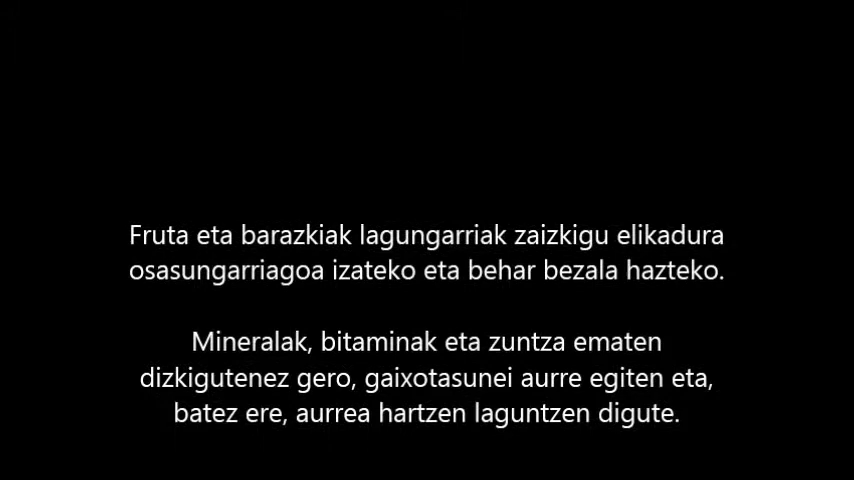 Fruta eta barazkiak lagungarriak zaizkigu elikadura
osasungarriagoa izateko eta behar bezala hazteko.
Mineralak, bitaminak eta zuntza ematen
dizkigutenez gero, gaixotasunei aurre egiten eta,
batez ere, aurrea hartzen laguntzen digute.